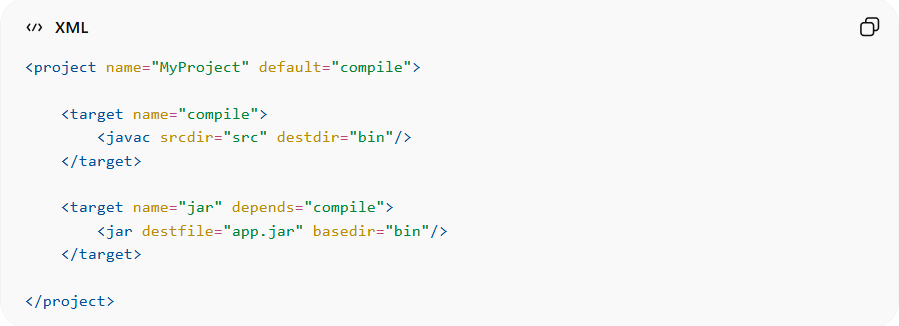 </> XML
<project name="MyProject" default="compile">
<target name="compile">
<javac srcdir="src" destdir="bin"/>
</target>
<target name="jar" depends="compile">
<jar destfile="app.jar" basedir="bin"/>
</target>
</project>